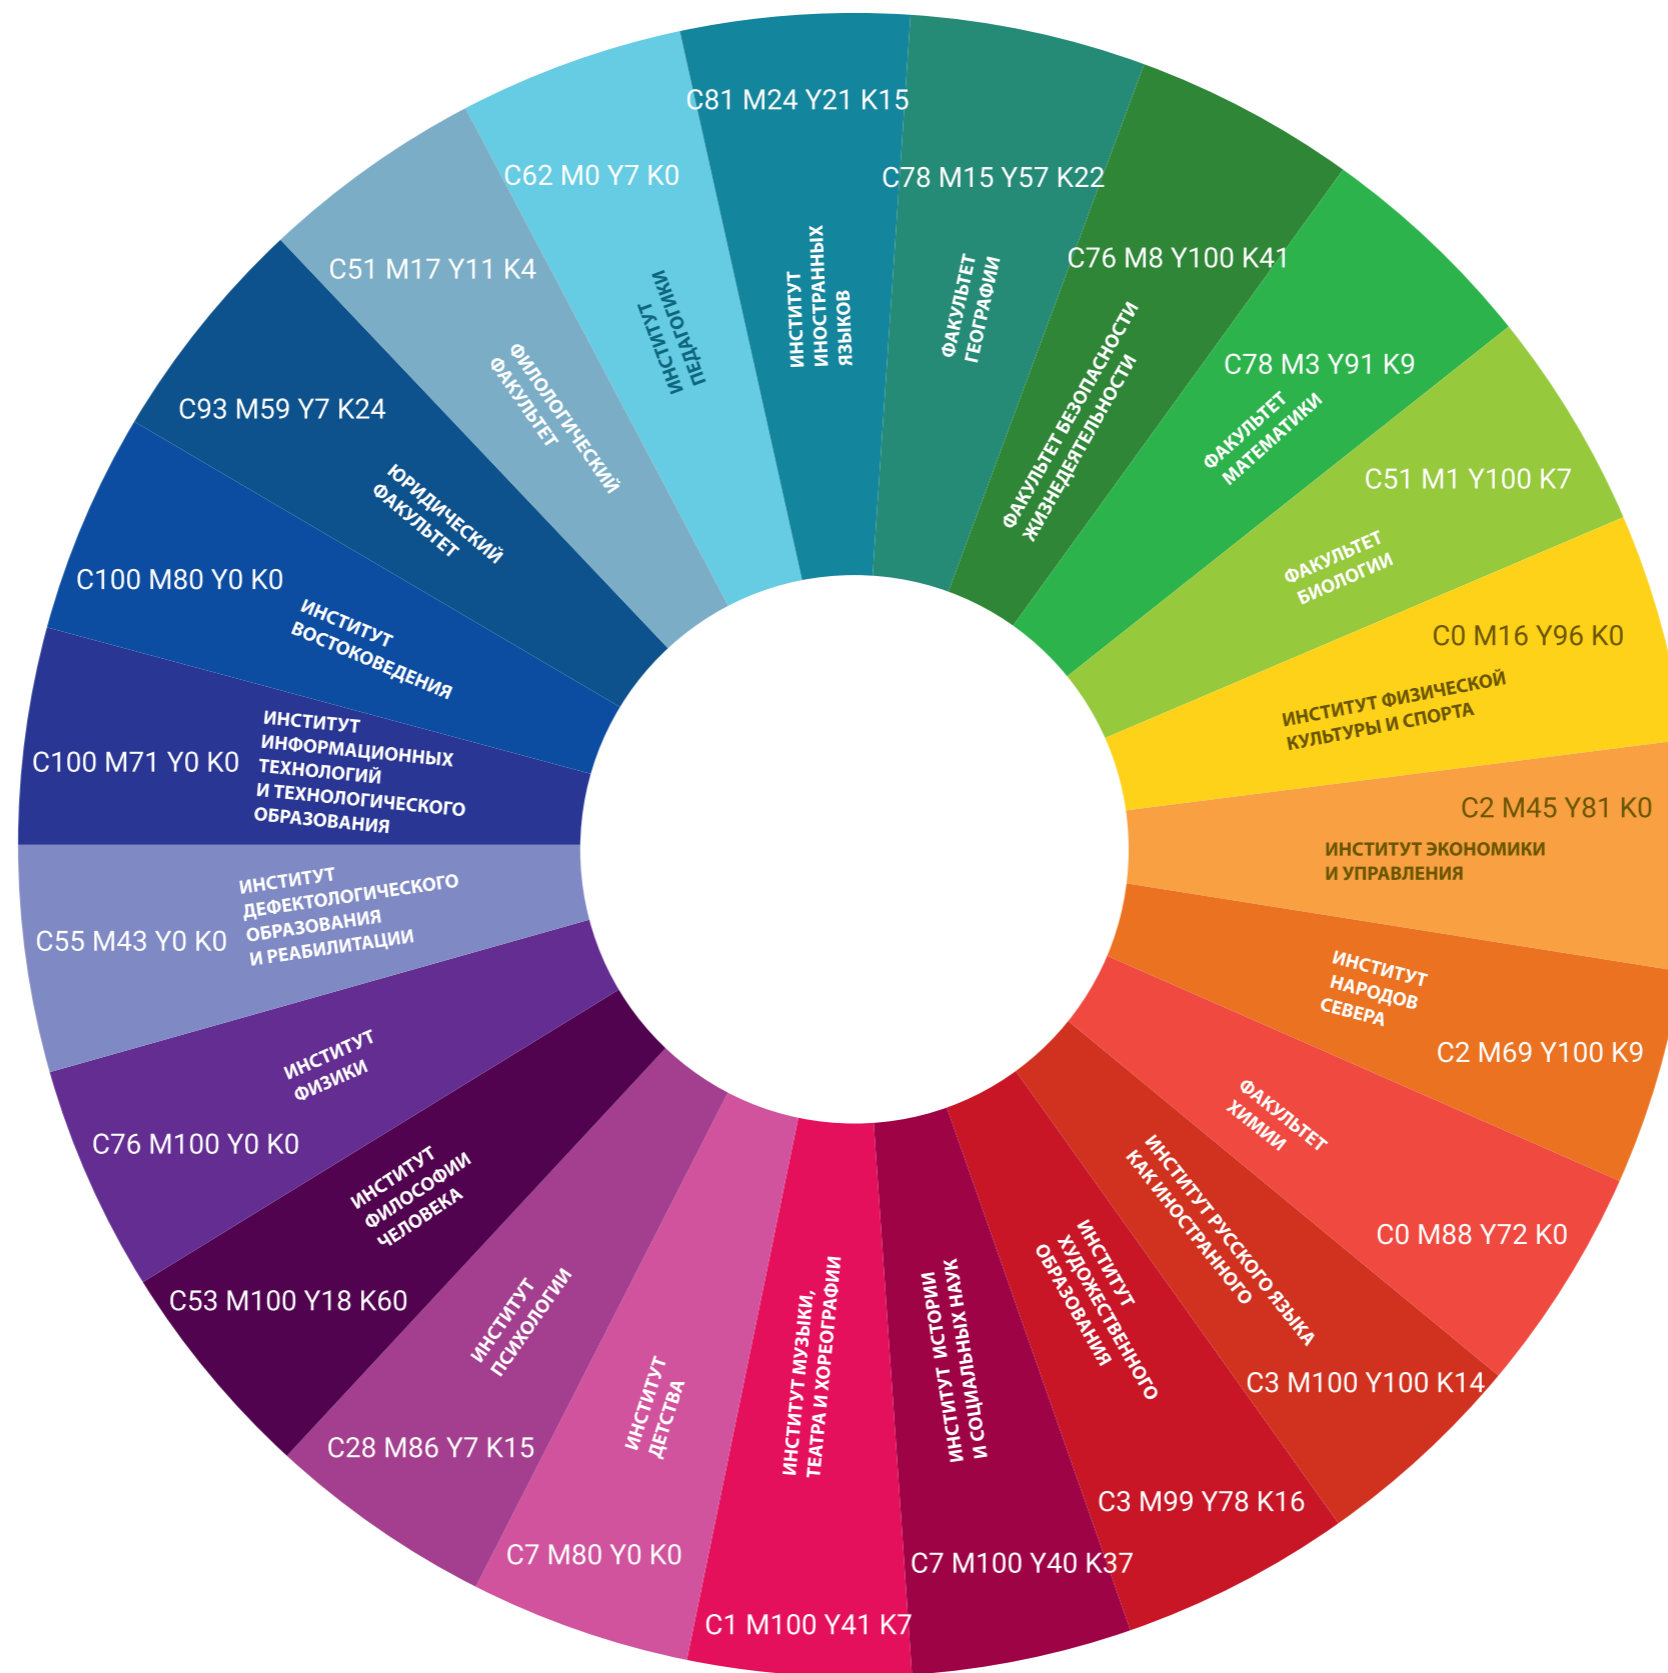 C81 M24 Y21 K15
ИНСТИТУТ
ИНОСТРАННЫХ
ЯЗЫКОВ
C78 M15 Y57 K22
ФАКУЛЬТЕТ
ГЕОГРАФИИ
C76 M8 Y100 K41
ФАКУЛЬТЕТ БЕЗОПАСНОСТИ
ЖИЗНЕДЕЯТЕЛЬНОСТИ
C78 M3 Y91 K9
ФАКУЛЬТЕТ
МАТЕМАТИКИ
C51 M1 Y100 K7
ФАКУЛЬТЕТ
БИОЛОГИИ
C0 M16 Y96 K0
ИНСТИТУТ ФИЗИЧЕСКОЙ
КУЛЬТУРЫ И СПОРТА
C2 M45 Y81 K0
ИНСТИТУТ ЭКОНОМИКИ
И УПРАВЛЕНИЯ
ИНСТИТУТ
НАРОДОВ
СЕВЕРА
C2 M69 Y100 K9
ФАКУЛЬТЕТ
ХИМИИ
C0 M88 Y72 K0
ИНСТИТУТ РУССКОГО ЯЗЫКА
КАК ИНОСТРАННОГО
C3 M100 Y100 K14
ИНСТИТУТ
ХУДОЖЕСТВЕННОГО
ОБРАЗОВАНИЯ
C3 M99 Y78 K16
ИНСТИТУТ ИСТОРИИ
И СОЦИАЛЬНЫХ НАУК
C7 M100 Y40 K37
ИНСТИТУТ МУЗЫКИ,
ТЕАТРА И ХОРЕОГРАФИИ
C1 M100 Y41 K7
ИНСТИТУТ
ДЕТСТВА
C7 M80 Y0 K0
ИНСТИТУТ
ПСИХОЛОГИИ
C28 M86 Y7 K15
ИНСТИТУТ
ФИЛОСОФИИ
ЧЕЛОВЕКА
C53 M100 Y18 K60
ИНСТИТУТ
ФИЗИКИ
C76 M100 Y0 K0
ИНСТИТУТ
ДЕФЕКТОЛОГИЧЕСКОГО
ОБРАЗОВАНИЯ
И РЕАБИЛИТАЦИИ
C55 M43 Y0 K0
ИНСТИТУТ
ИНФОРМАЦИОННЫХ
ТЕХНОЛОГИЙ
И ТЕХНОЛОГИЧЕСКОГО
ОБРАЗОВАНИЯ
C100 M71 Y0 K0
C100 M80 Y0 K0
ИНСТИТУТ
ВОСТОКОВЕДЕНИЯ
C93 M59 Y7 K24
ЮРИДИЧЕСКИЙ
ФАКУЛЬТЕТ
C51 M17 Y11 K4
ФИЛОЛОГИЧЕСКИЙ
ФАКУЛЬТЕТ
C62 M0 Y7 K0
ИНСТИТУТ
ПЕДАГОГИКИ